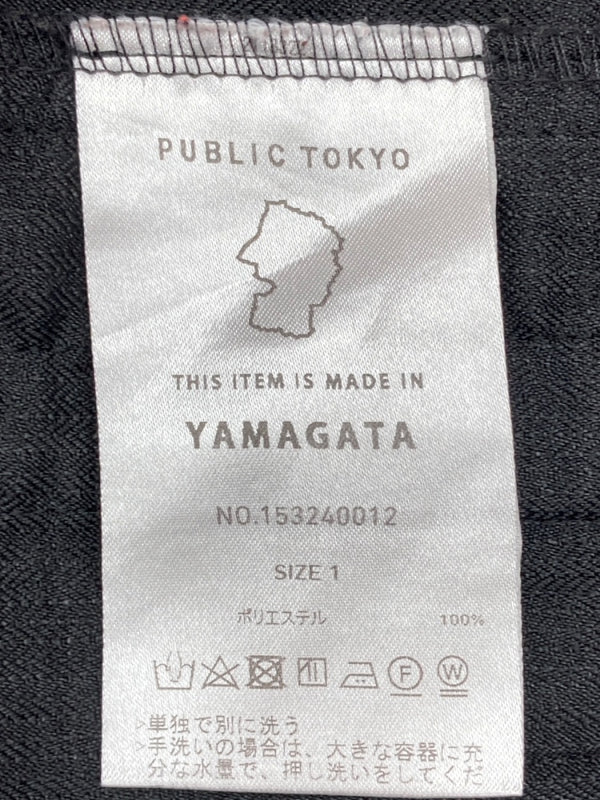 PUBLIC TOKYO
THIS ITEM IS MADE IN
YAMAGATA
NO.153240012
SIZE 1
ポリエステル 100%
F W
>単独で別に洗う
>手洗いの場合は、大きな容器に充
分な水量で、押し洗いをしてくだ